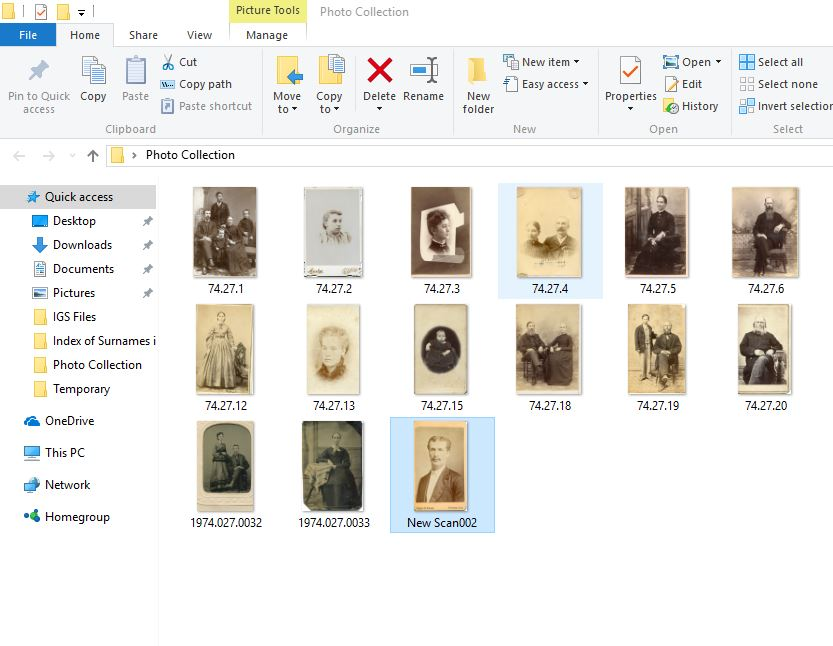 Picture Tools Photo Collection
File Home Share View Manage
Pin to Quick access
Copy
Paste
Cut
Copy path
Paste shortcut
Clipboard
Move to
Copy to
Delete
Rename
Organize
New folder
New item
Easy access
New
Properties
Open
Edit
History
Open
Select all
Select none
Invert selection
Select
Photo Collection
Quick access
Desktop
Downloads
Documents
Pictures
IGS Files
Index of Surnames i
Photo Collection
Temporary
OneDrive
This PC
Network
Homegroup
74.27.1 74.27.2 74.27.3 74.27.4 74.27.5 74.27.6
74.27.12 74.27.13 74.27.15 74.27.18 74.27.19 74.27.20
1974.027.0032 1974.027.0033 New Scan002